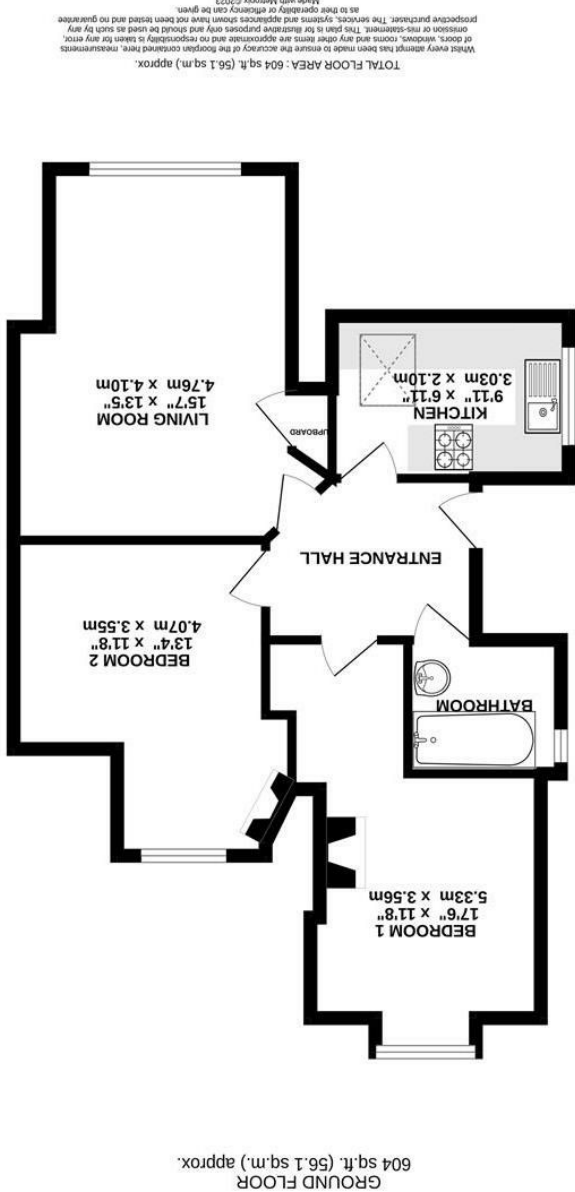 GROUND FLOOR
604 sq.ft. (56.1 sq.m.) approx.
BEDROOM 1
17'6" x 11'8"
5.33m x 3.56m
BATHROOM
BEDROOM 2
13'4" x 11'8"
4.07m x 3.55m
ENTRANCE HALL
KITCHEN
9'11" x 6'11"
3.03m x 2.10m
UPBOARD
LIVING ROOM
15'7" x 13'5"
4.76m x 4.10m
TOTAL FLOOR AREA : 604 sq.ft. (56.1 sq.m.) approx.
Whilst every attempt has been made to ensure the accuracy of the floorplan contained here, measurements
of doors, windows, rooms and any other items are approximate and no responsibility is taken for any error,
omission or mis-statement. This plan is for illustrative purposes only and should be used as such by any
prospective purchaser. The services, systems and appliances shown have not been tested and no guarantee
as to their operability or efficiency can be given.
Made with Metropix ©2023